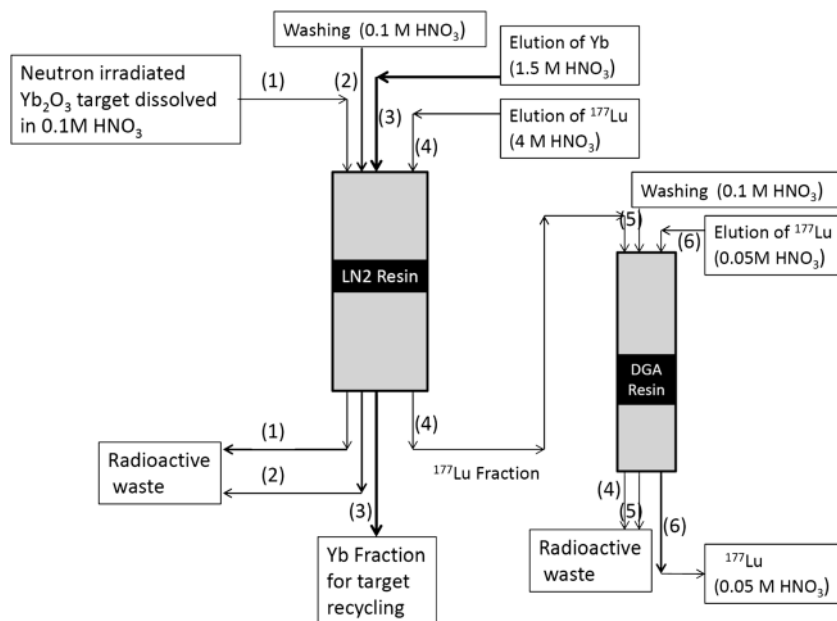 Washing (0.1 M HNO₃)
Elution of Yb
(1.5 M HNO₃)
Neutron irradiated
Yb₂O₃ target dissolved
in 0.1M HNO₃
(1)
(2)
(3)
(4)
Elution of ¹⁷⁷Lu
(4 M HNO₃)
Washing (0.1 M HNO₃)
(5)
(6)
Elution of ¹⁷⁷Lu
(0.05M HNO₃)
LN2 Resin
DGA
Resin
(1)
(2)
(3)
(4)
Radioactive
waste
¹⁷⁷Lu Fraction
Yb Fraction
for target
recycling
(4)
(5)
(6)
Radioactive
waste
¹⁷⁷Lu
(0.05 M HNO₃)